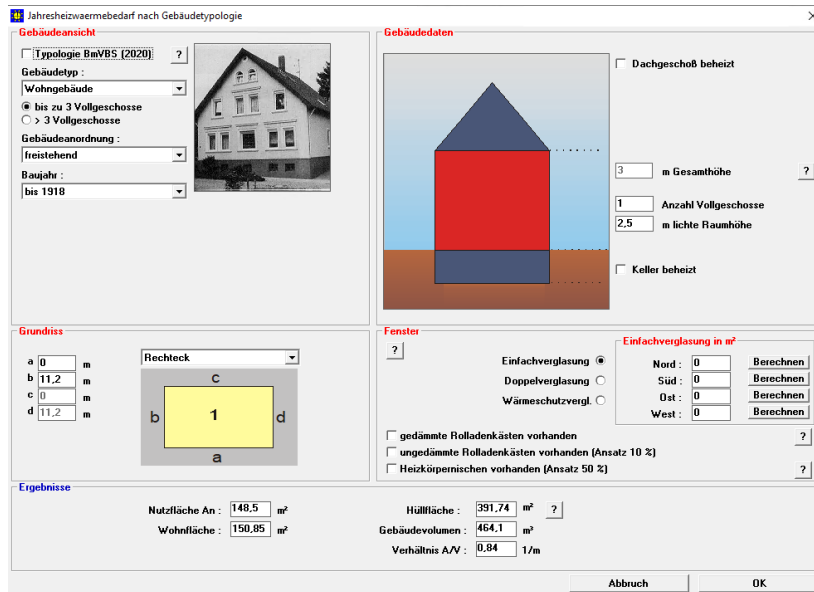 Jahresheizwaermebedarf nach Gebäudetypologie
Gebäudeansicht
Typologie BmVBS (2020) ?
Gebäudetyp :
Wohngebäude
bis zu 3 Vollgeschosse
> 3 Vollgeschosse
Gebäudeanordnung :
freistehend
Baujahr :
bis 1918
Gebäudedaten
Dachgeschoß beheizt
3 m Gesamthöhe ?
1 Anzahl Vollgeschosse
2,5 m lichte Raumhöhe
Keller beheizt
Grundriss
a 0 m
b 11,2 m
c 0 m
d 11,2 m
Rechteck
c
b 1 d
a
Fenster
?
Einfachverglasung
Doppelverglasung
Wärmeschutzvergl.
Einfachverglasung in m²
Nord : 0 Berechnen
Süd : 0 Berechnen
Ost : 0 Berechnen
West : 0 Berechnen
gedämmte Rolladenkästen vorhanden ?
ungedämmte Rolladenkästen vorhanden (Ansatz 10 %)
Heizkörpernischen vorhanden (Ansatz 50 %) ?
Ergebnisse
Nutzfläche An : 148,5 m²
Wohnfläche : 150,85 m²
Hüllfläche : 391,74 m² ?
Gebäudevolumen : 464,1 m³
Verhältnis A/V : 0,84 1/m
Abbruch OK